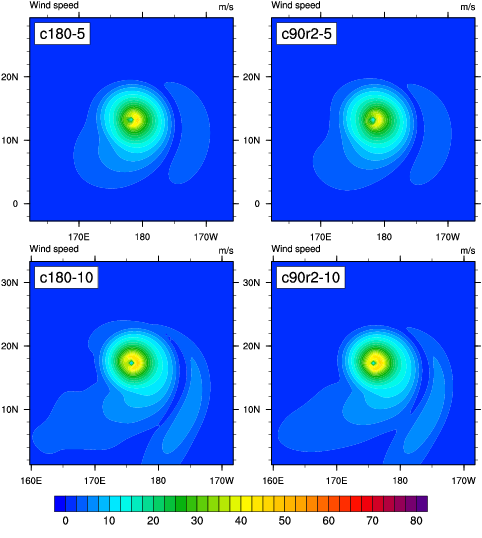 Wind speed m/s Wind speed m/s
c180-5 c90r2-5
20N 20N
10N 10N
0 0
170E 180 170W 170E 180 170W
Wind speed m/s Wind speed m/s
c180-10 c90r2-10
30N 30N
20N 20N
10N 10N
160E 170E 180 170W 160E 170E 180 170W
0 10 20 30 40 50 60 70 80